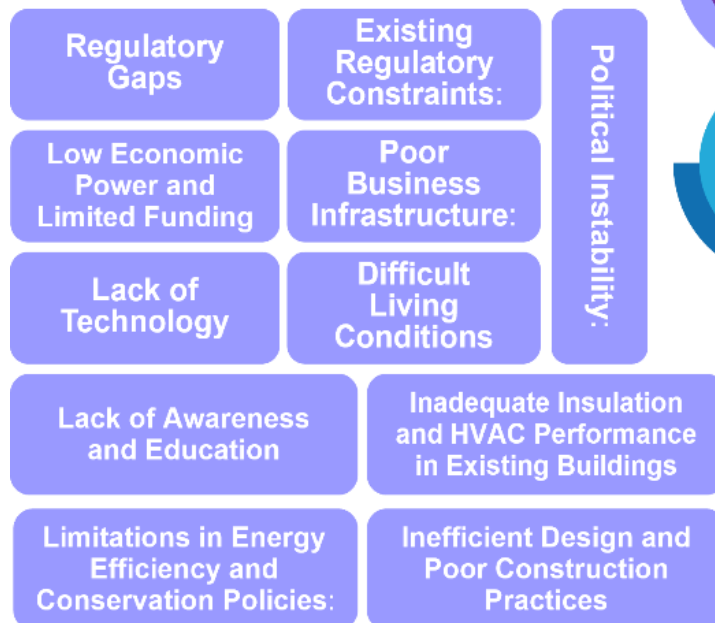 Regulatory
Gaps
Existing
Regulatory
Constraints:
Political Instability:
Low Economic
Power and
Limited Funding
Poor
Business
Infrastructure:
Lack of
Technology
Difficult
Living
Conditions
Lack of Awareness
and Education
Inadequate Insulation
and HVAC Performance
in Existing Buildings
Limitations in Energy
Efficiency and
Conservation Policies:
Inefficient Design and
Poor Construction
Practices